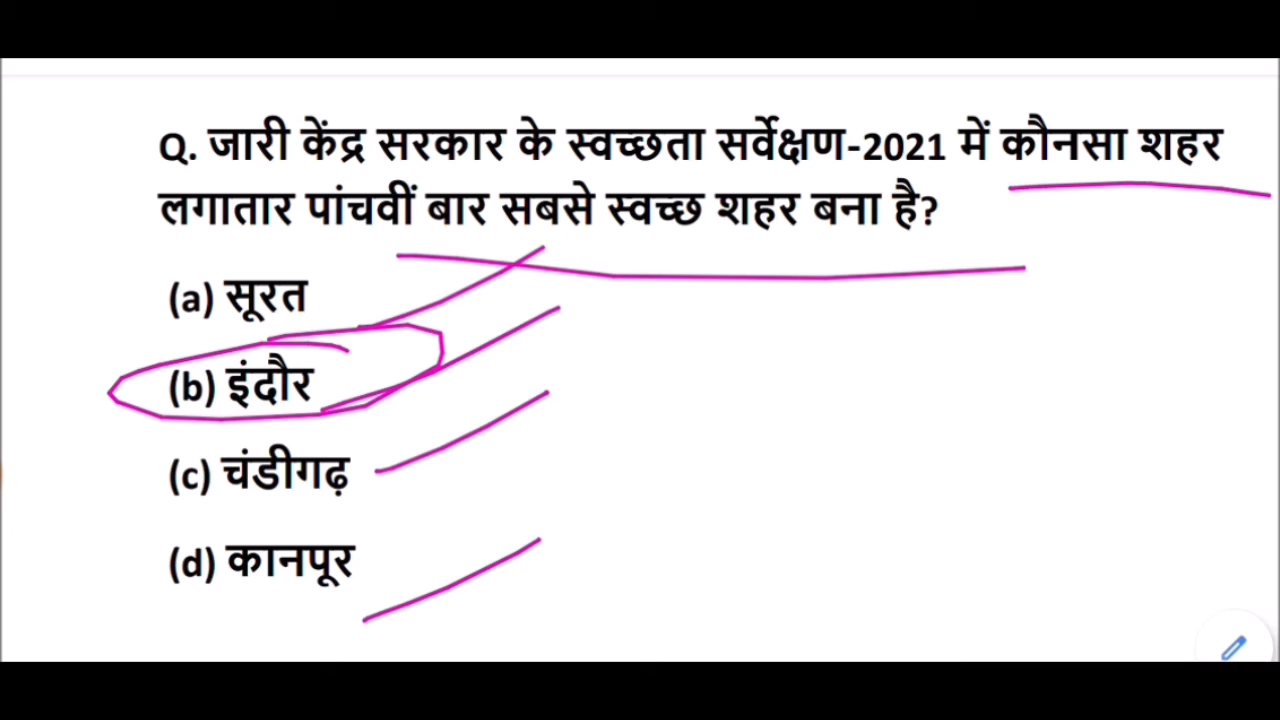 Q. जारी केंद्र सरकार के स्वच्छता सर्वेक्षण-2021 में कौनसा शहर
लगातार पांचवीं बार सबसे स्वच्छ शहर बना है?
(a) सूरत
(b) इंदौर
(c) चंडीगढ़
(d) कानपूर